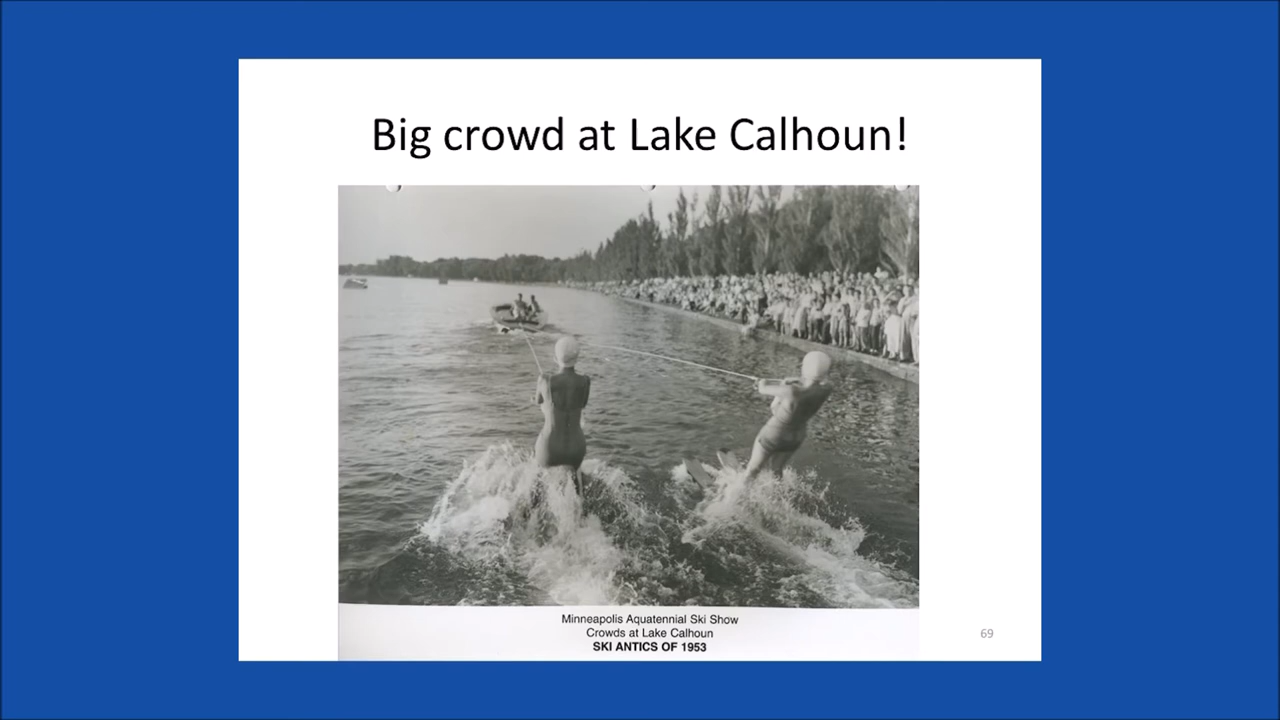 Big crowd at Lake Calhoun!
Minneapolis Aquatennial Ski Show
Crowds at Lake Calhoun
SKI ANTICS OF 1953
69